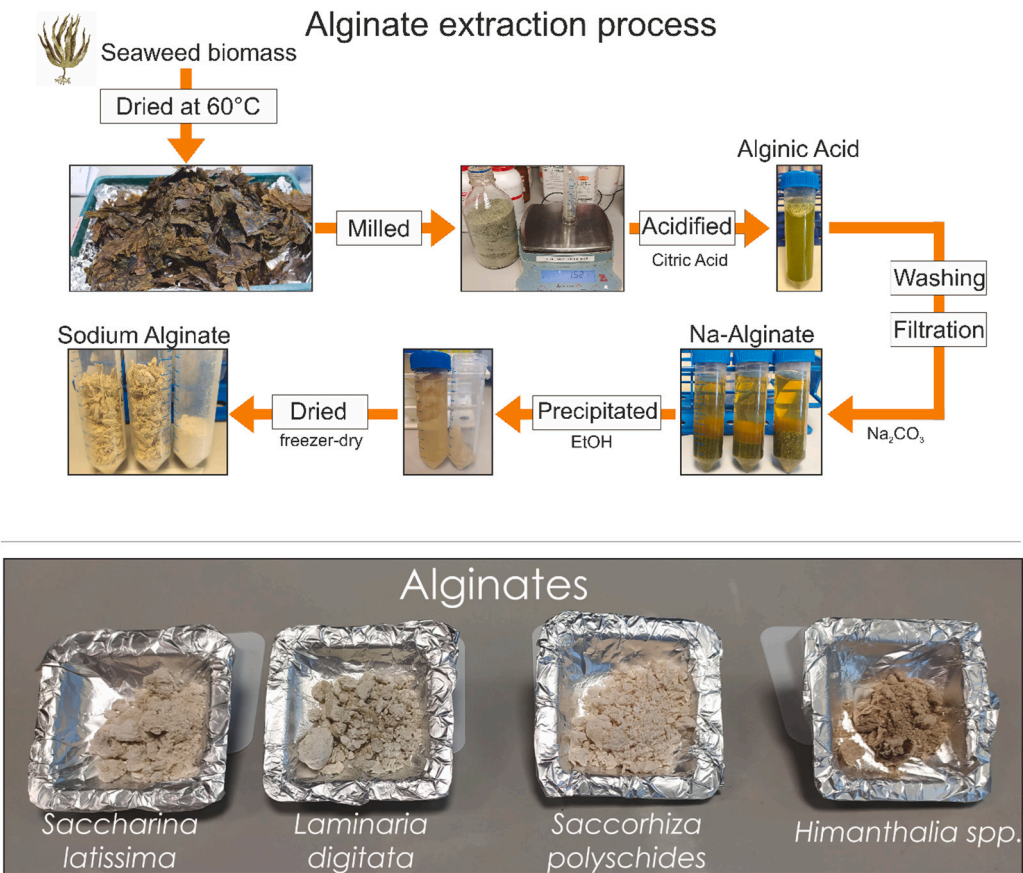 Alginate extraction process
Seaweed biomass
Dried at 60°C
Milled
Acidified
Citric Acid
Alginic Acid
Washing
Filtration
Na₂CO₃
Na-Alginate
Precipitated
EtOH
Dried
freezer-dry
Sodium Alginate
Alginates
Saccharina
latissima
Laminaria
digitata
Saccorhiza
polyschides
Himanthalia spp.